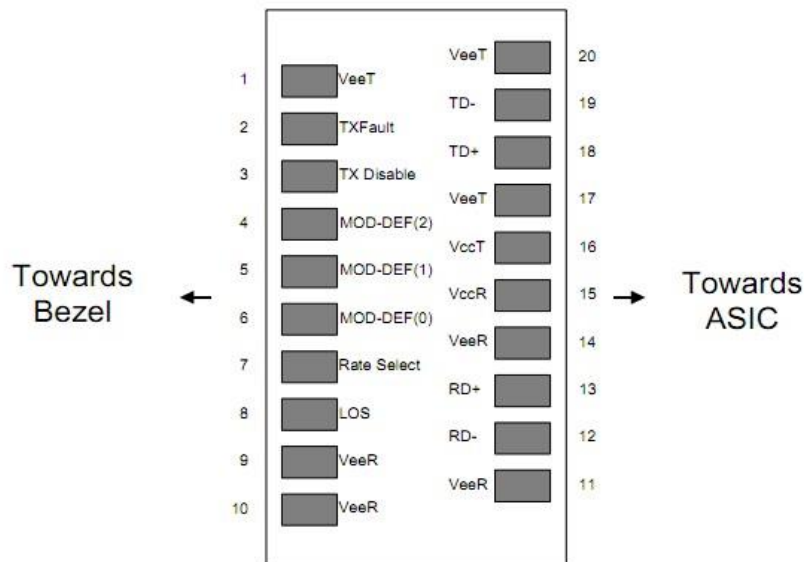 VeeT 20
1 VeeT
TD- 19
2 TXFault
TD+ 18
3 TX Disable
VeeT 17
4 MOD-DEF(2)
VccT 16
5 MOD-DEF(1)
Towards
Bezel
VccR 15
Towards
ASIC
6 MOD-DEF(0)
VeeR 14
7 Rate Select
RD+ 13
8 LOS
RD- 12
9 VeeR
VeeR 11
10 VeeR